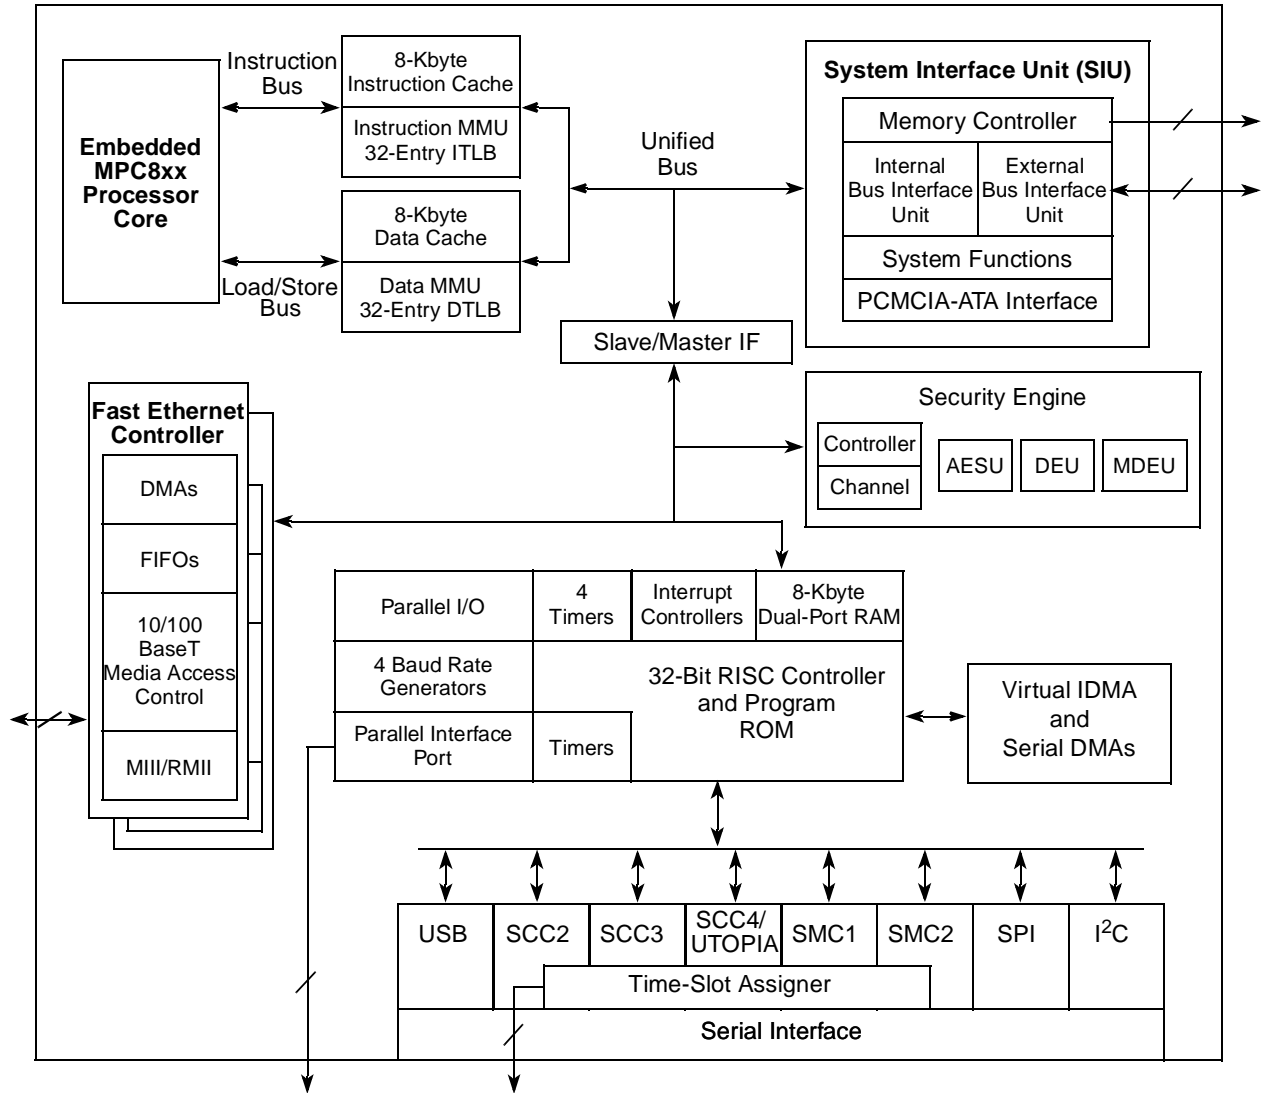 Instruction
Bus
8-Kbyte
Instruction Cache
Instruction MMU
32-Entry ITLB
Embedded
MPC8xx
Processor
Core
8-Kbyte
Data Cache
Load/Store
Bus
Data MMU
32-Entry DTLB
Unified
Bus
System Interface Unit (SIU)
Memory Controller
Internal
Bus Interface
Unit
External
Bus Interface
Unit
System Functions
PCMCIA-ATA Interface
Slave/Master IF
Security Engine
Controller
Channel
AESU
DEU
MDEU
Fast Ethernet
Controller
DMAs
FIFOs
10/100
BaseT
Media Access
Control
MIII/RMII
Parallel I/O
4
Timers
Interrupt
Controllers
8-Kbyte
Dual-Port RAM
4 Baud Rate
Generators
32-Bit RISC Controller
and Program
ROM
Parallel Interface
Port
Timers
Virtual IDMA
and
Serial DMAs
USB
SCC2
SCC3
SCC4/
UTOPIA
SMC1
SMC2
SPI
I²C
Time-Slot Assigner
Serial Interface